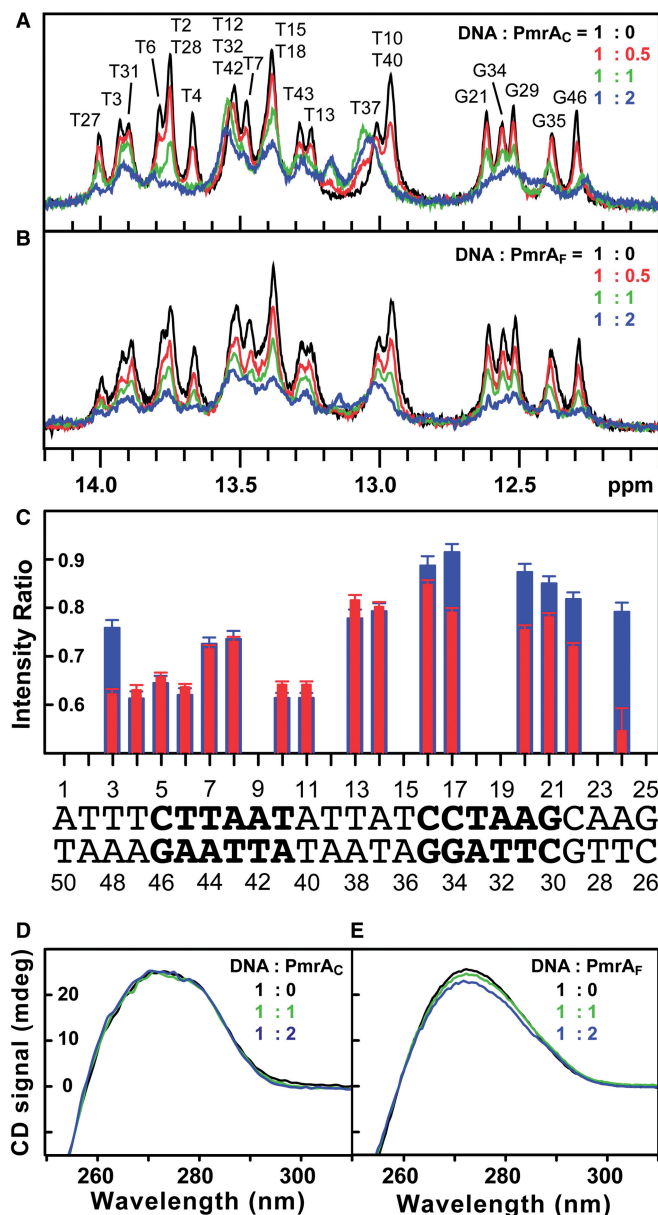 A
DNA : PmrAC = 1 : 0
1 : 0.5
1 : 1
1 : 2
T27
T3
T31
T6
T2
T28
T4
T12
T32
T42
T7
T15
T18
T43
T13
T37
T10
T40
G21
G34
G29
G35
G46
B
DNA : PmrAF = 1 : 0
1 : 0.5
1 : 1
1 : 2
14.0 13.5 13.0 12.5 ppm
C
Intensity Ratio
0.9
0.8
0.7
0.6
1 3 5 7 9 11 13 15 17 19 21 23 25
ATTTCTTAATATTATCCTAAGCAAG
TAAAGAATTATAATAGGATTCGTTC
50 48 46 44 42 40 38 36 34 32 30 28 26
D
DNA : PmrAC
1 : 0
1 : 1
1 : 2
E
DNA : PmrAF
1 : 0
1 : 1
1 : 2
CD signal (mdeg)
20
10
0
260 280 300
260 280 300
Wavelength (nm)
Wavelength (nm)